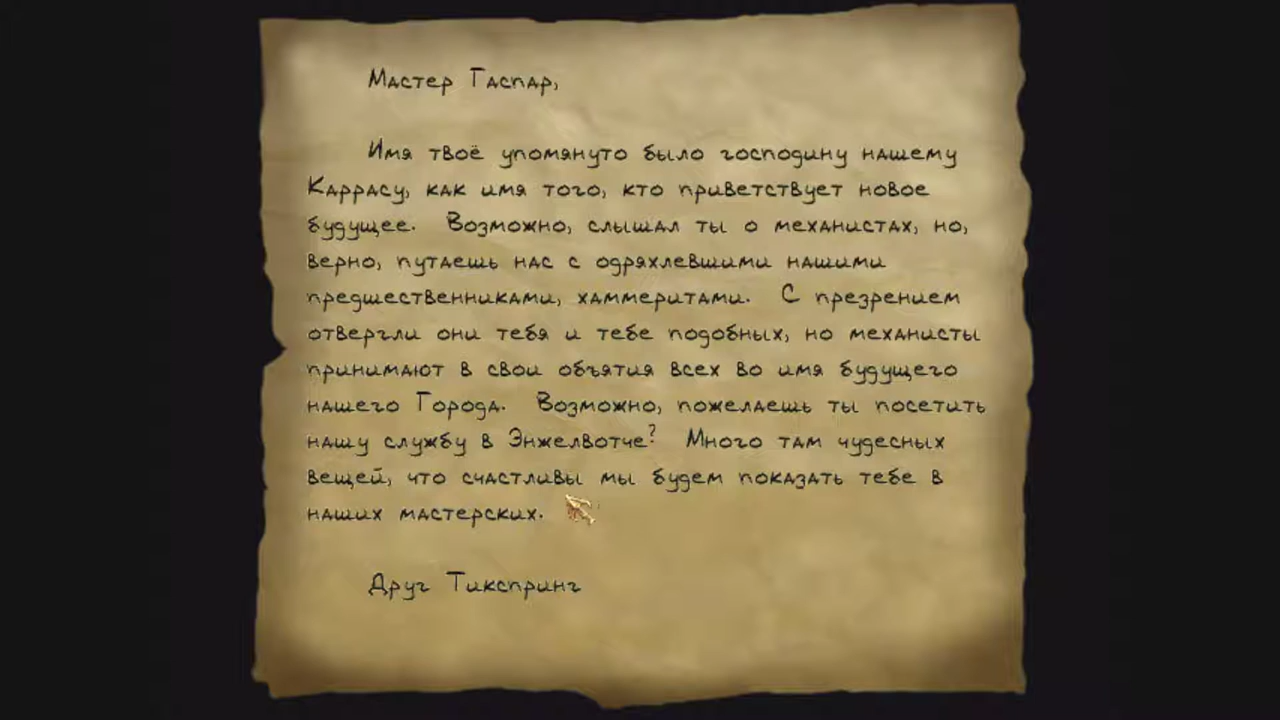 Мастер Гаспар,
Имя твоё упомянуто было господину нашему
Каррасу, как имя того, кто приветствует новое
будущее. Возможно, слышал ты о механистах, но,
верно, путаешь нас с одряхлевшими нашими
предшественниками, хаммеритами. С презрением
отвергли они тебя и тебе подобных, но механисты
принимают в свои объятия всех во имя будущего
нашего Города. Возможно, пожелаешь ты посетить
нашу службу в Энжелвотче? Много там чудесных
вещей, что счастливы мы будем показать тебе в
наших мастерских.
Друг Тикспринг